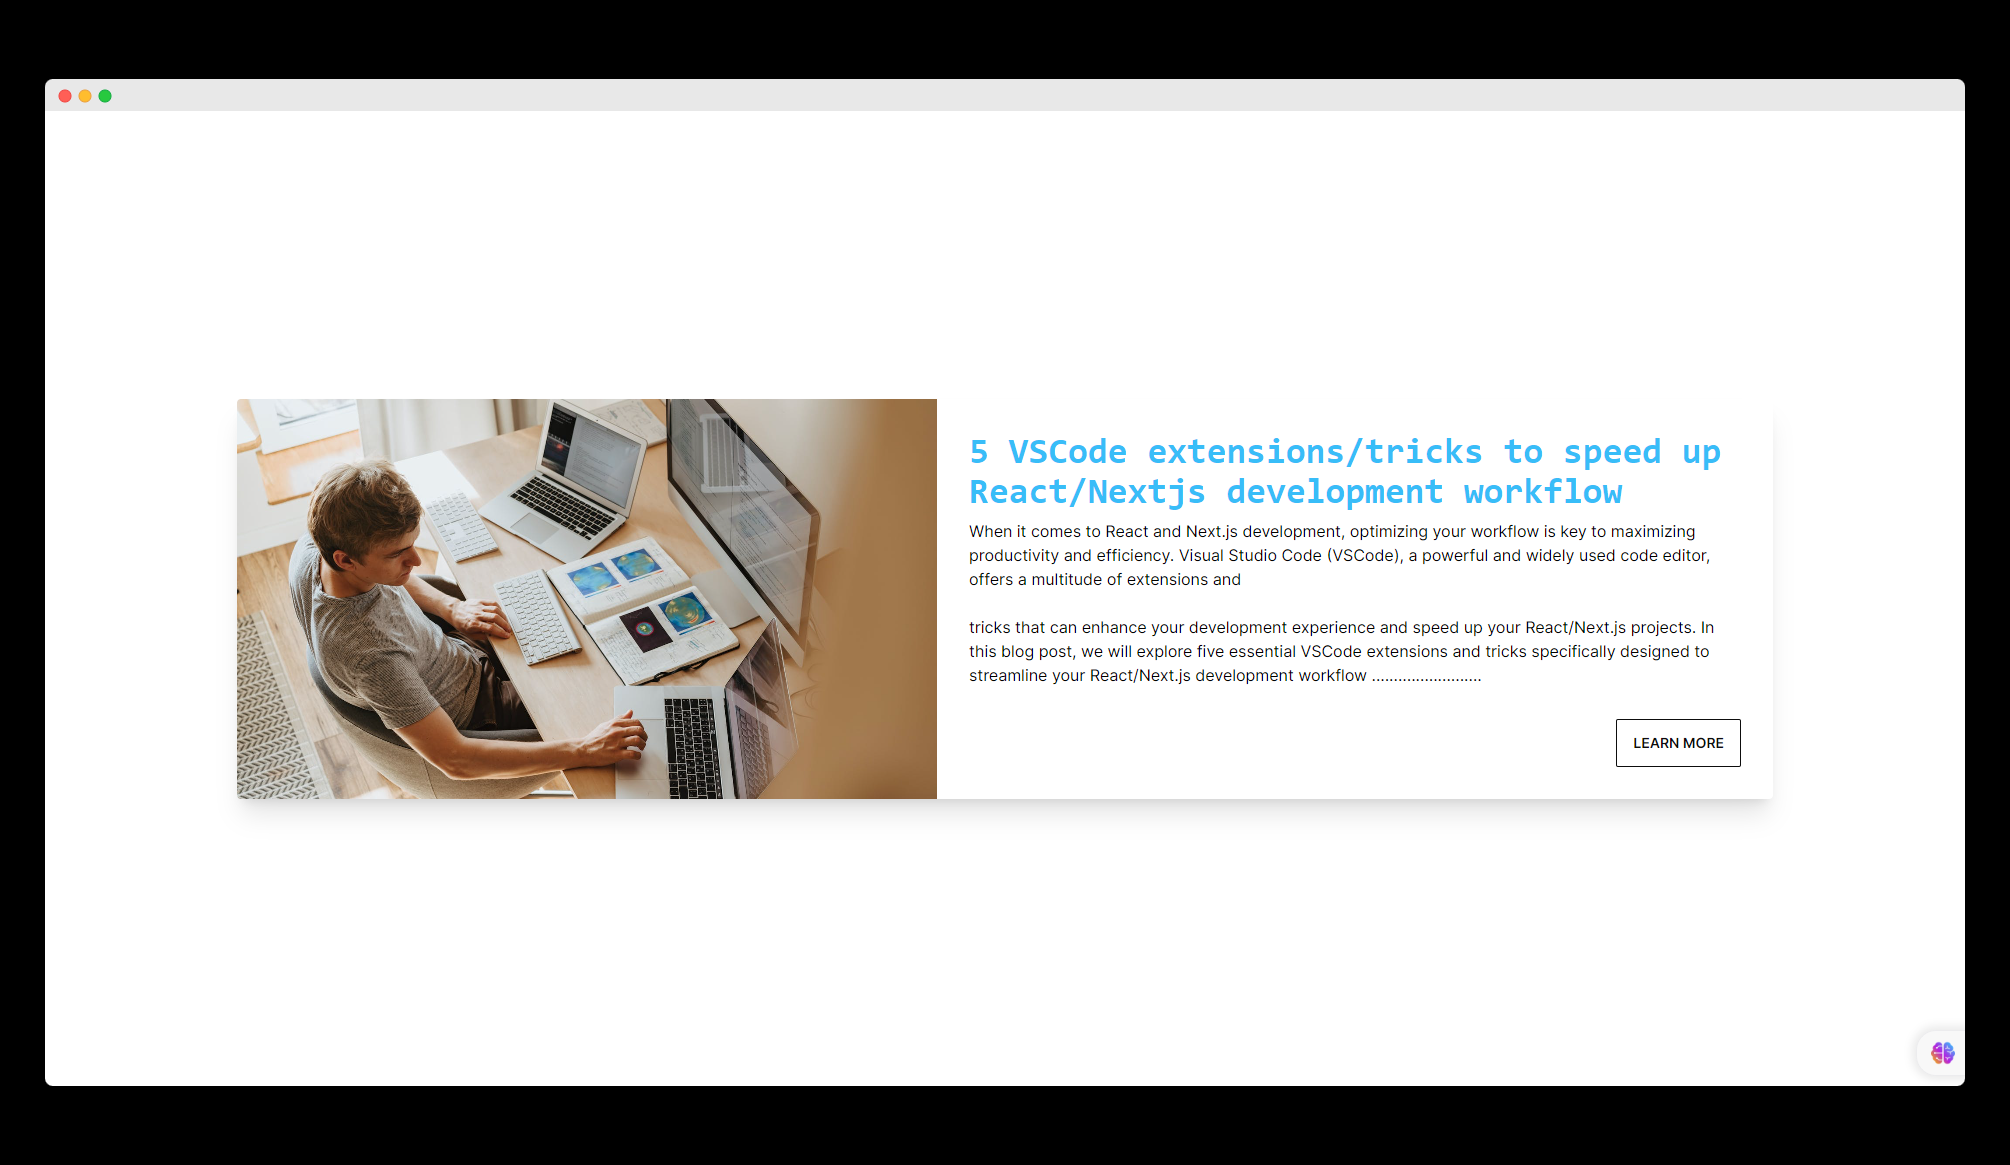 5 VSCode extensions/tricks to speed up
React/Nextjs development workflow
When it comes to React and Next.js development, optimizing your workflow is key to maximizing
productivity and efficiency. Visual Studio Code (VSCode), a powerful and widely used code editor,
offers a multitude of extensions and
tricks that can enhance your development experience and speed up your React/Next.js projects. In
this blog post, we will explore five essential VSCode extensions and tricks specifically designed to
streamline your React/Next.js development workflow .........................
LEARN MORE